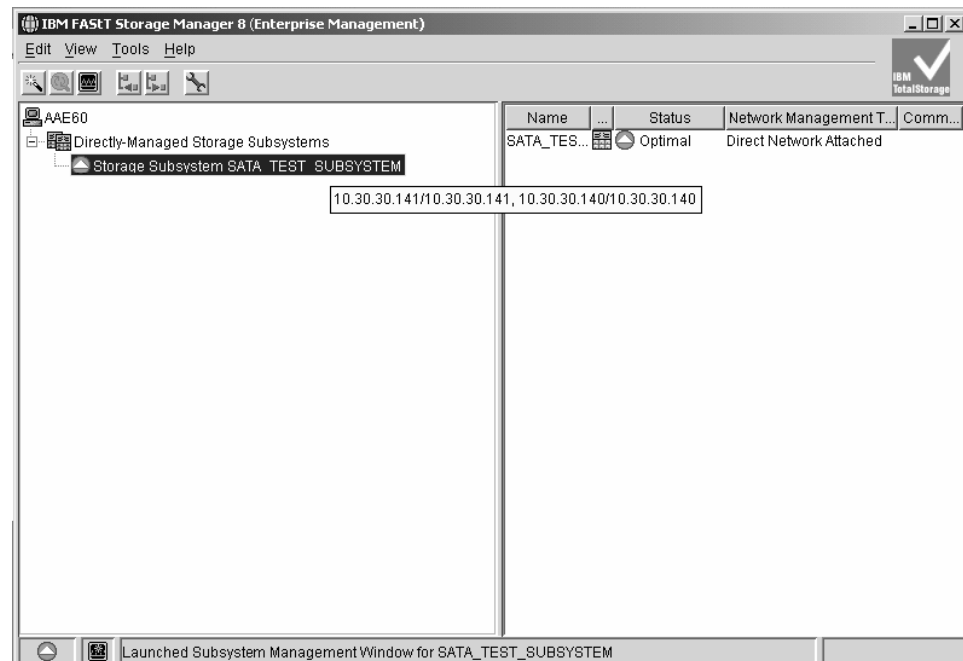 IBM FAStT Storage Manager 8 (Enterprise Management)
Edit View Tools Help
IBM
TotalStorage
AAE60
Directly-Managed Storage Subsystems
Storage Subsystem SATA_TEST_SUBSYSTEM
Name ... Status Network Management T... Comm...
SATA_TES... Optimal Direct Network Attached
10.30.30.141/10.30.30.141, 10.30.30.140/10.30.30.140
Launched Subsystem Management Window for SATA_TEST_SUBSYSTEM